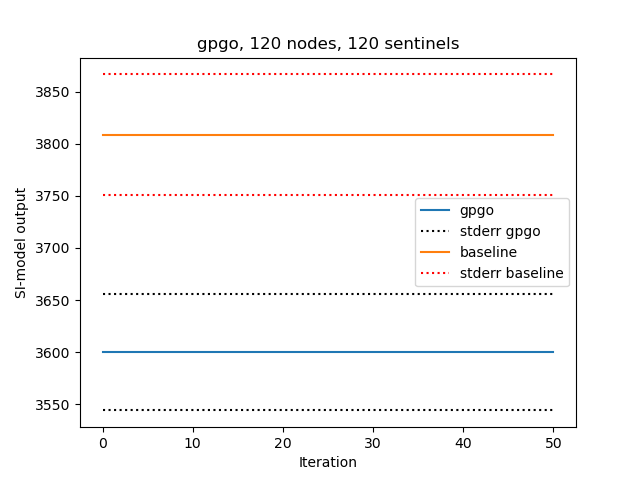 gpgo, 120 nodes, 120 sentinels
SI-model output
3850
3800
3750
3700
3650
3600
3550
gpgo
stderr gpgo
baseline
stderr baseline
0 10 20 30 40 50
Iteration